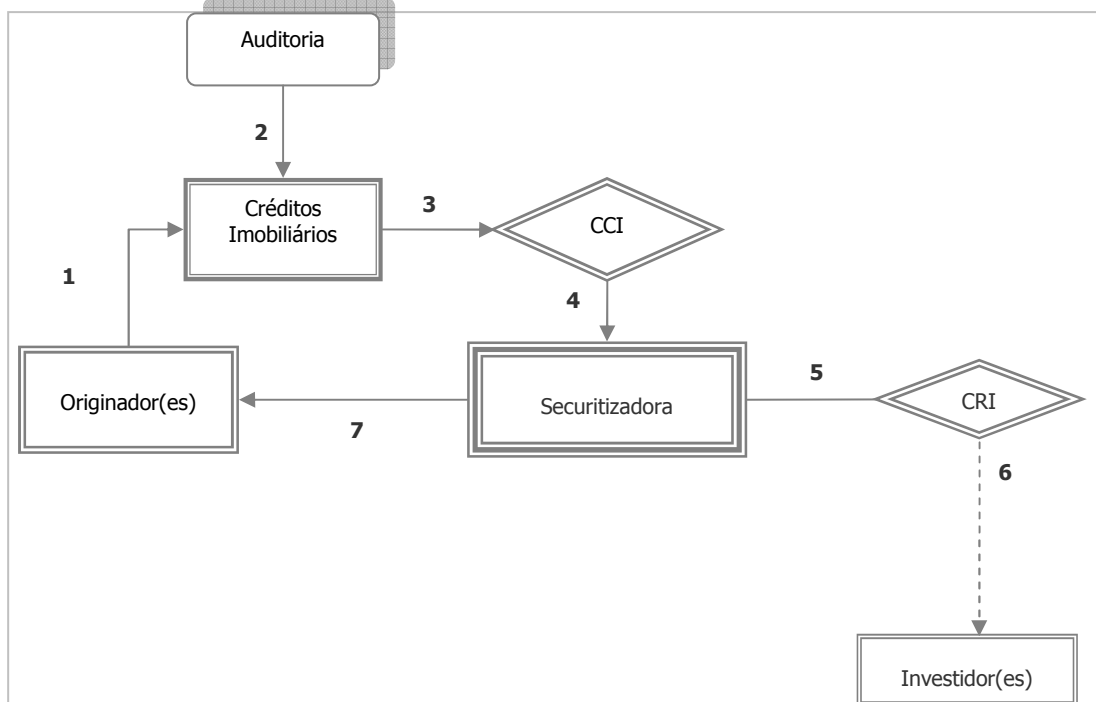 Auditoria
2
Créditos
Imobiliários
3
CCI
1
4
Originador(es)
Securitizadora
5
CRI
7
6
Investidor(es)